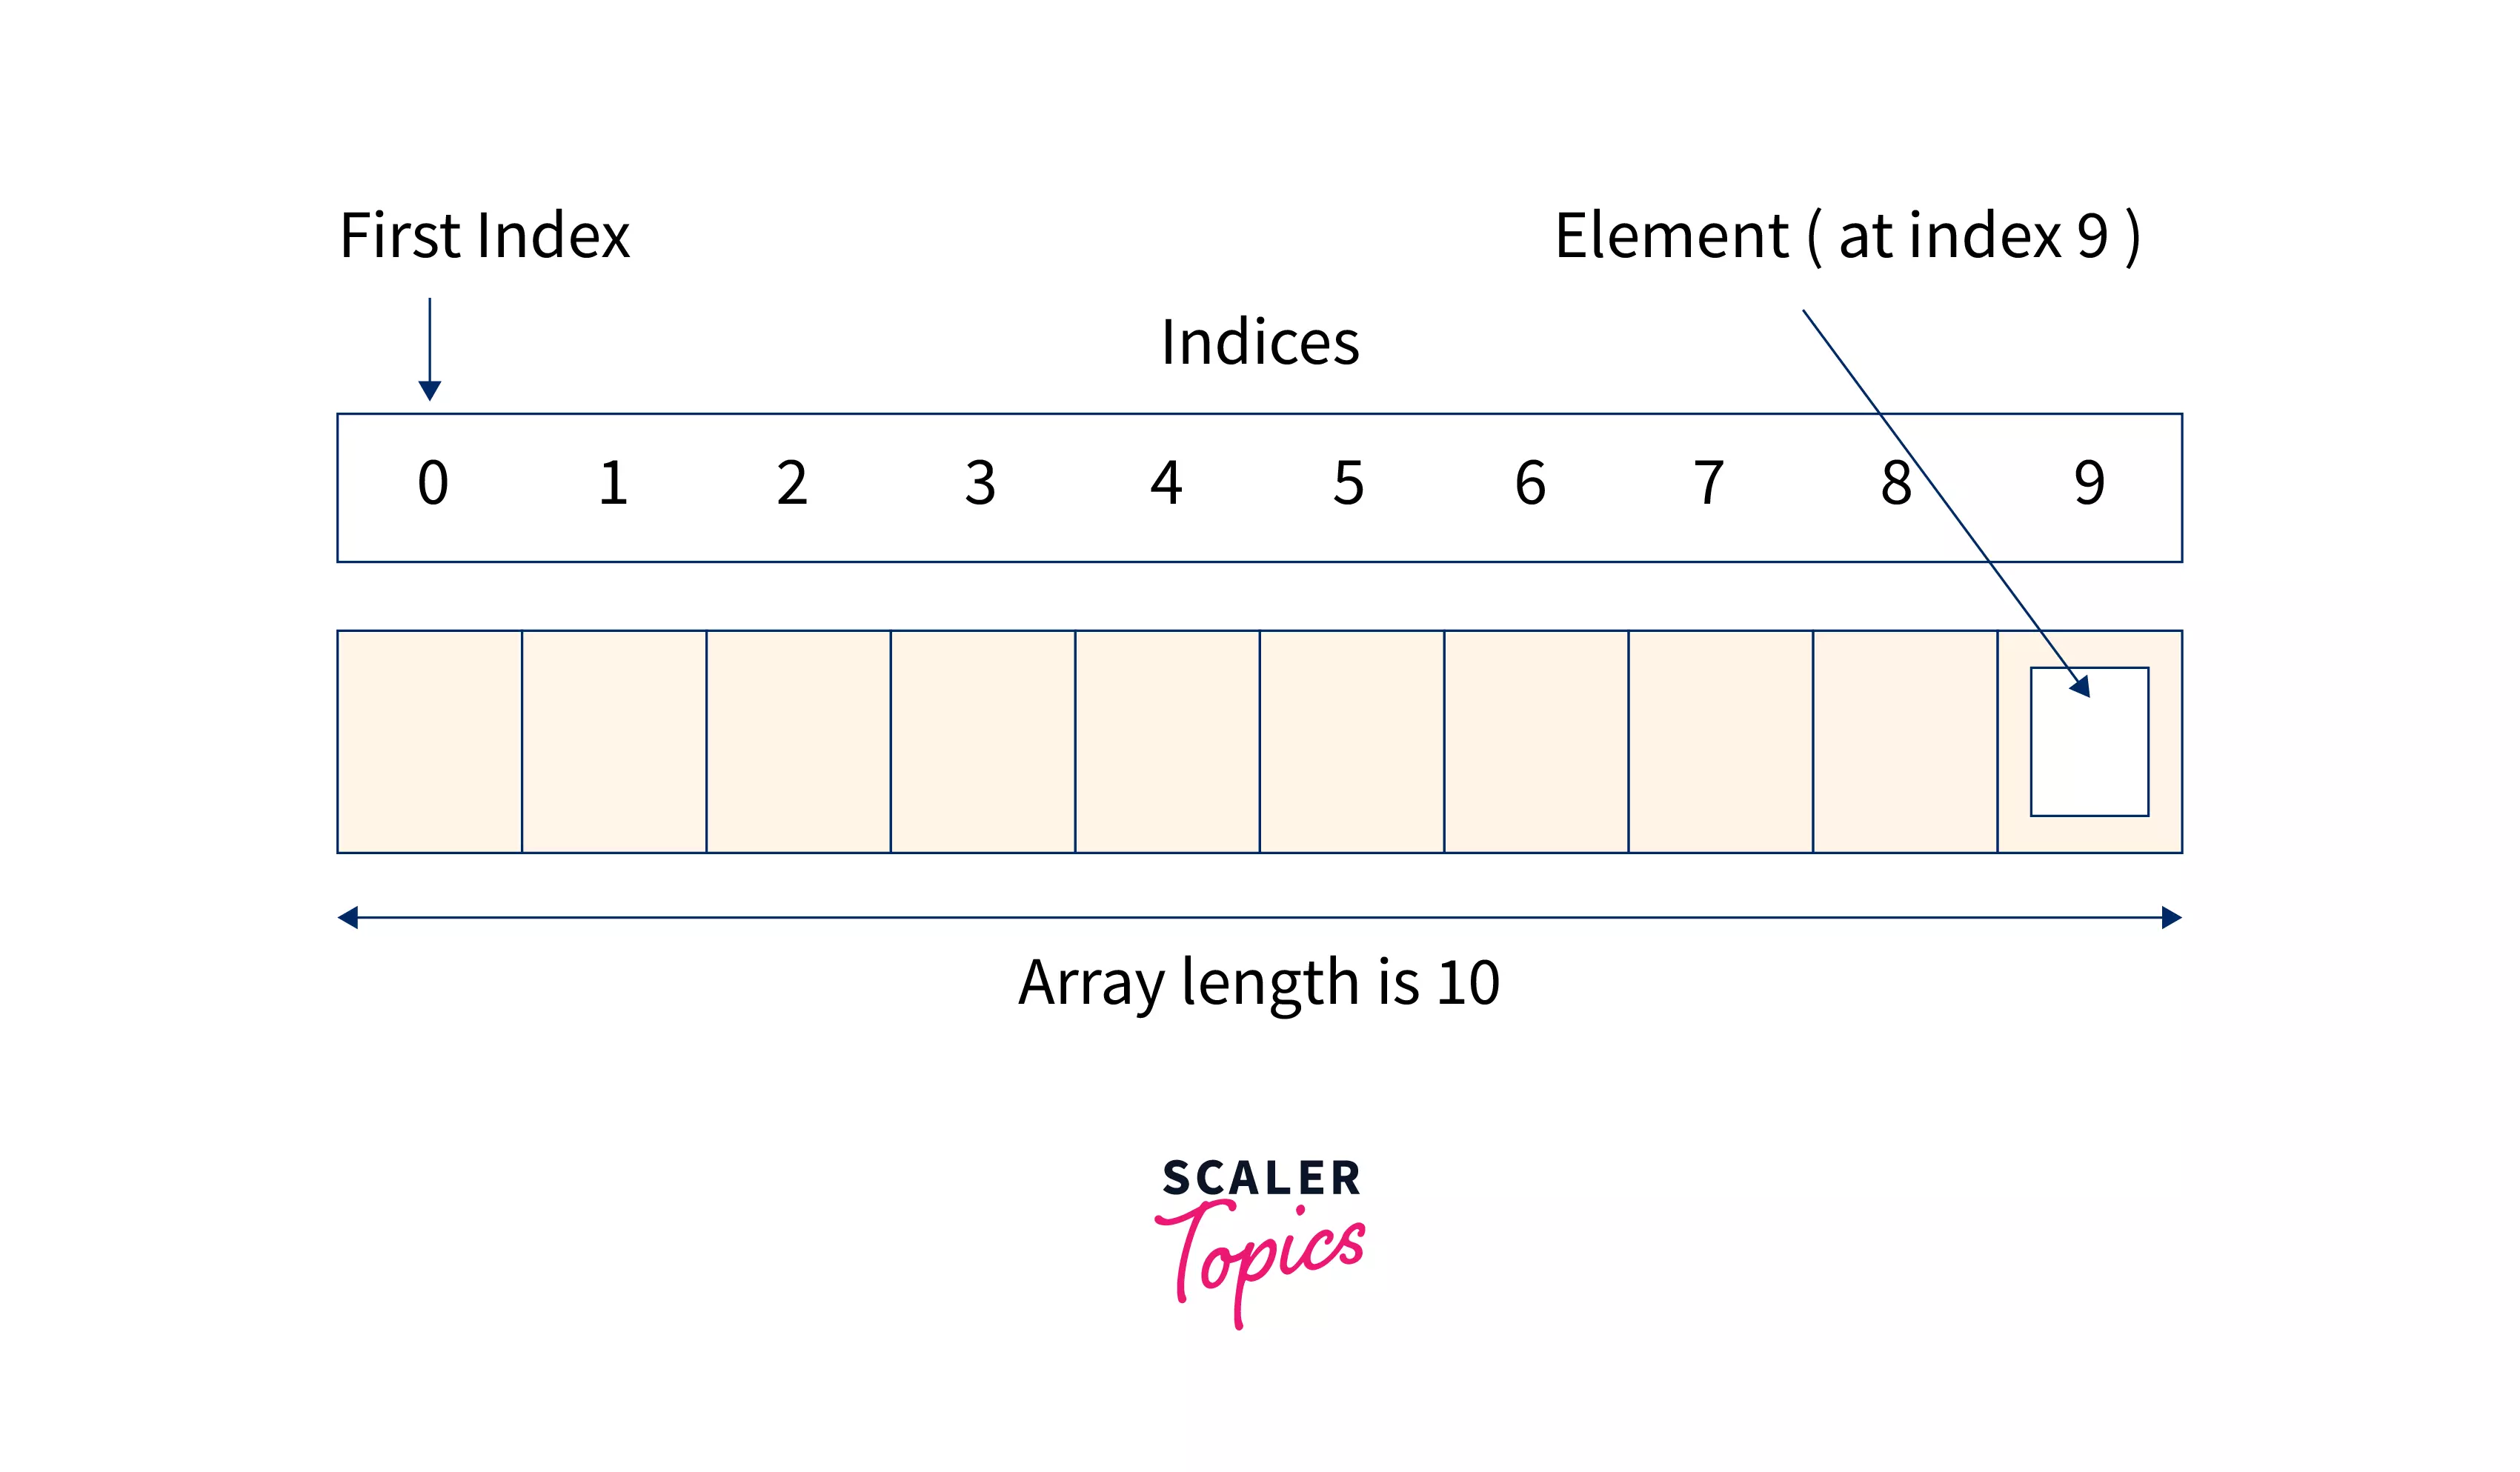 First Index
Element ( at index 9 )
Indices
0 1 2 3 4 5 6 7 8 9
Array length is 10
SCALER
Topics